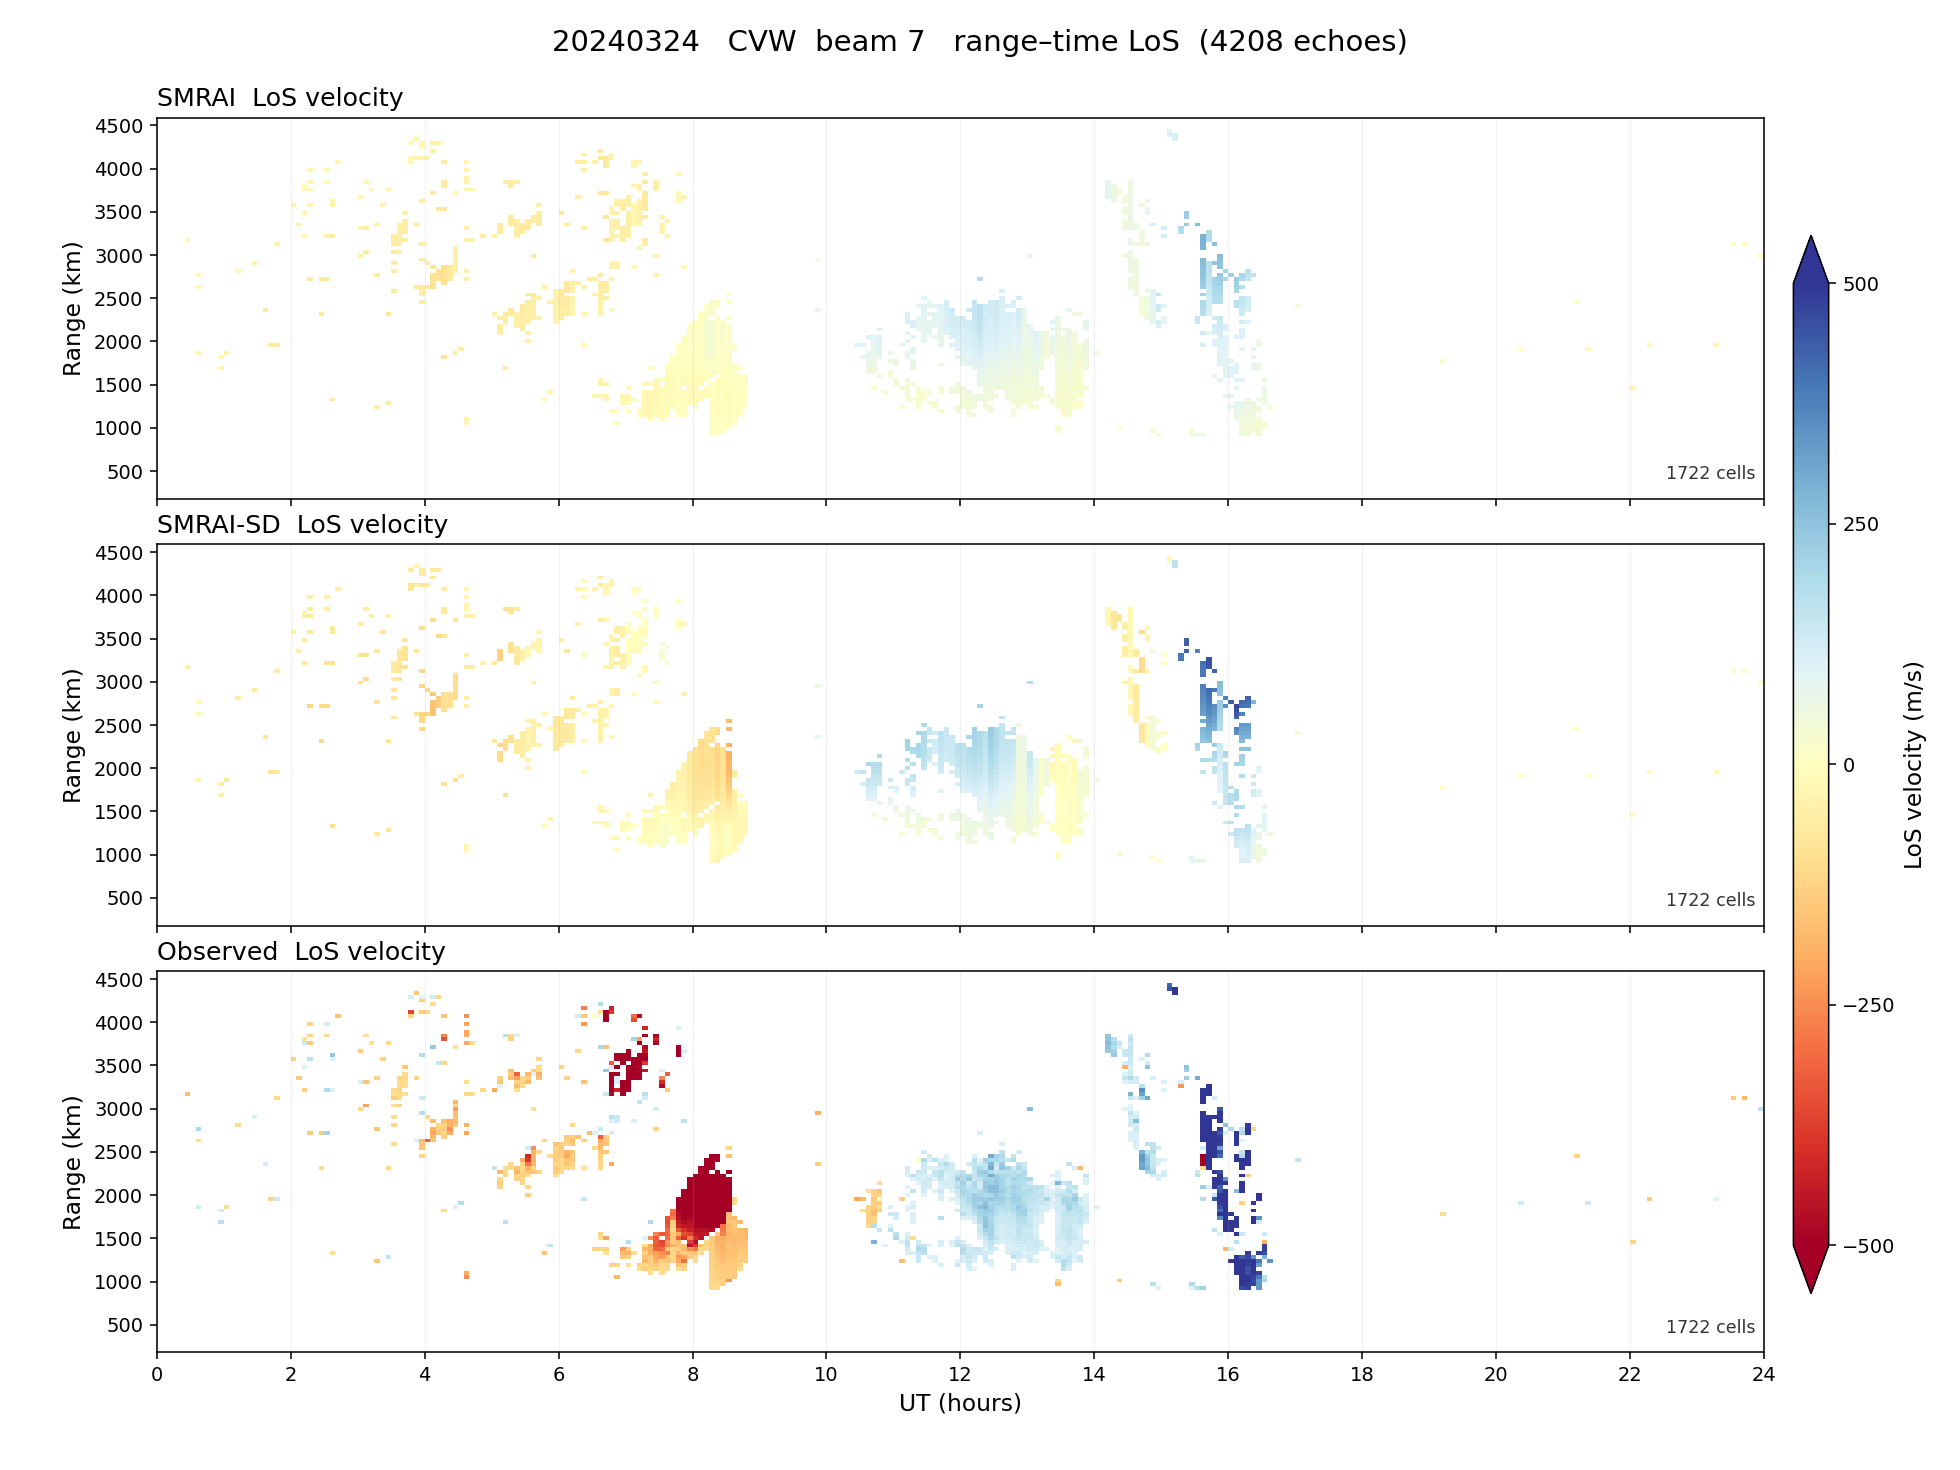 20240324 CVW beam 7 range–time LoS (4208 echoes)
SMRAI LoS velocity
4500
4000
3500
3000
2500
2000
1500
1000
500
Range (km)
1722 cells
SMRAI-SD LoS velocity
4500
4000
3500
3000
2500
2000
1500
1000
500
Range (km)
1722 cells
Observed LoS velocity
4500
4000
3500
3000
2500
2000
1500
1000
500
Range (km)
1722 cells
0 2 4 6 8 10 12 14 16 18 20 22 24
UT (hours)
500
250
0
−250
−500
LoS velocity (m/s)